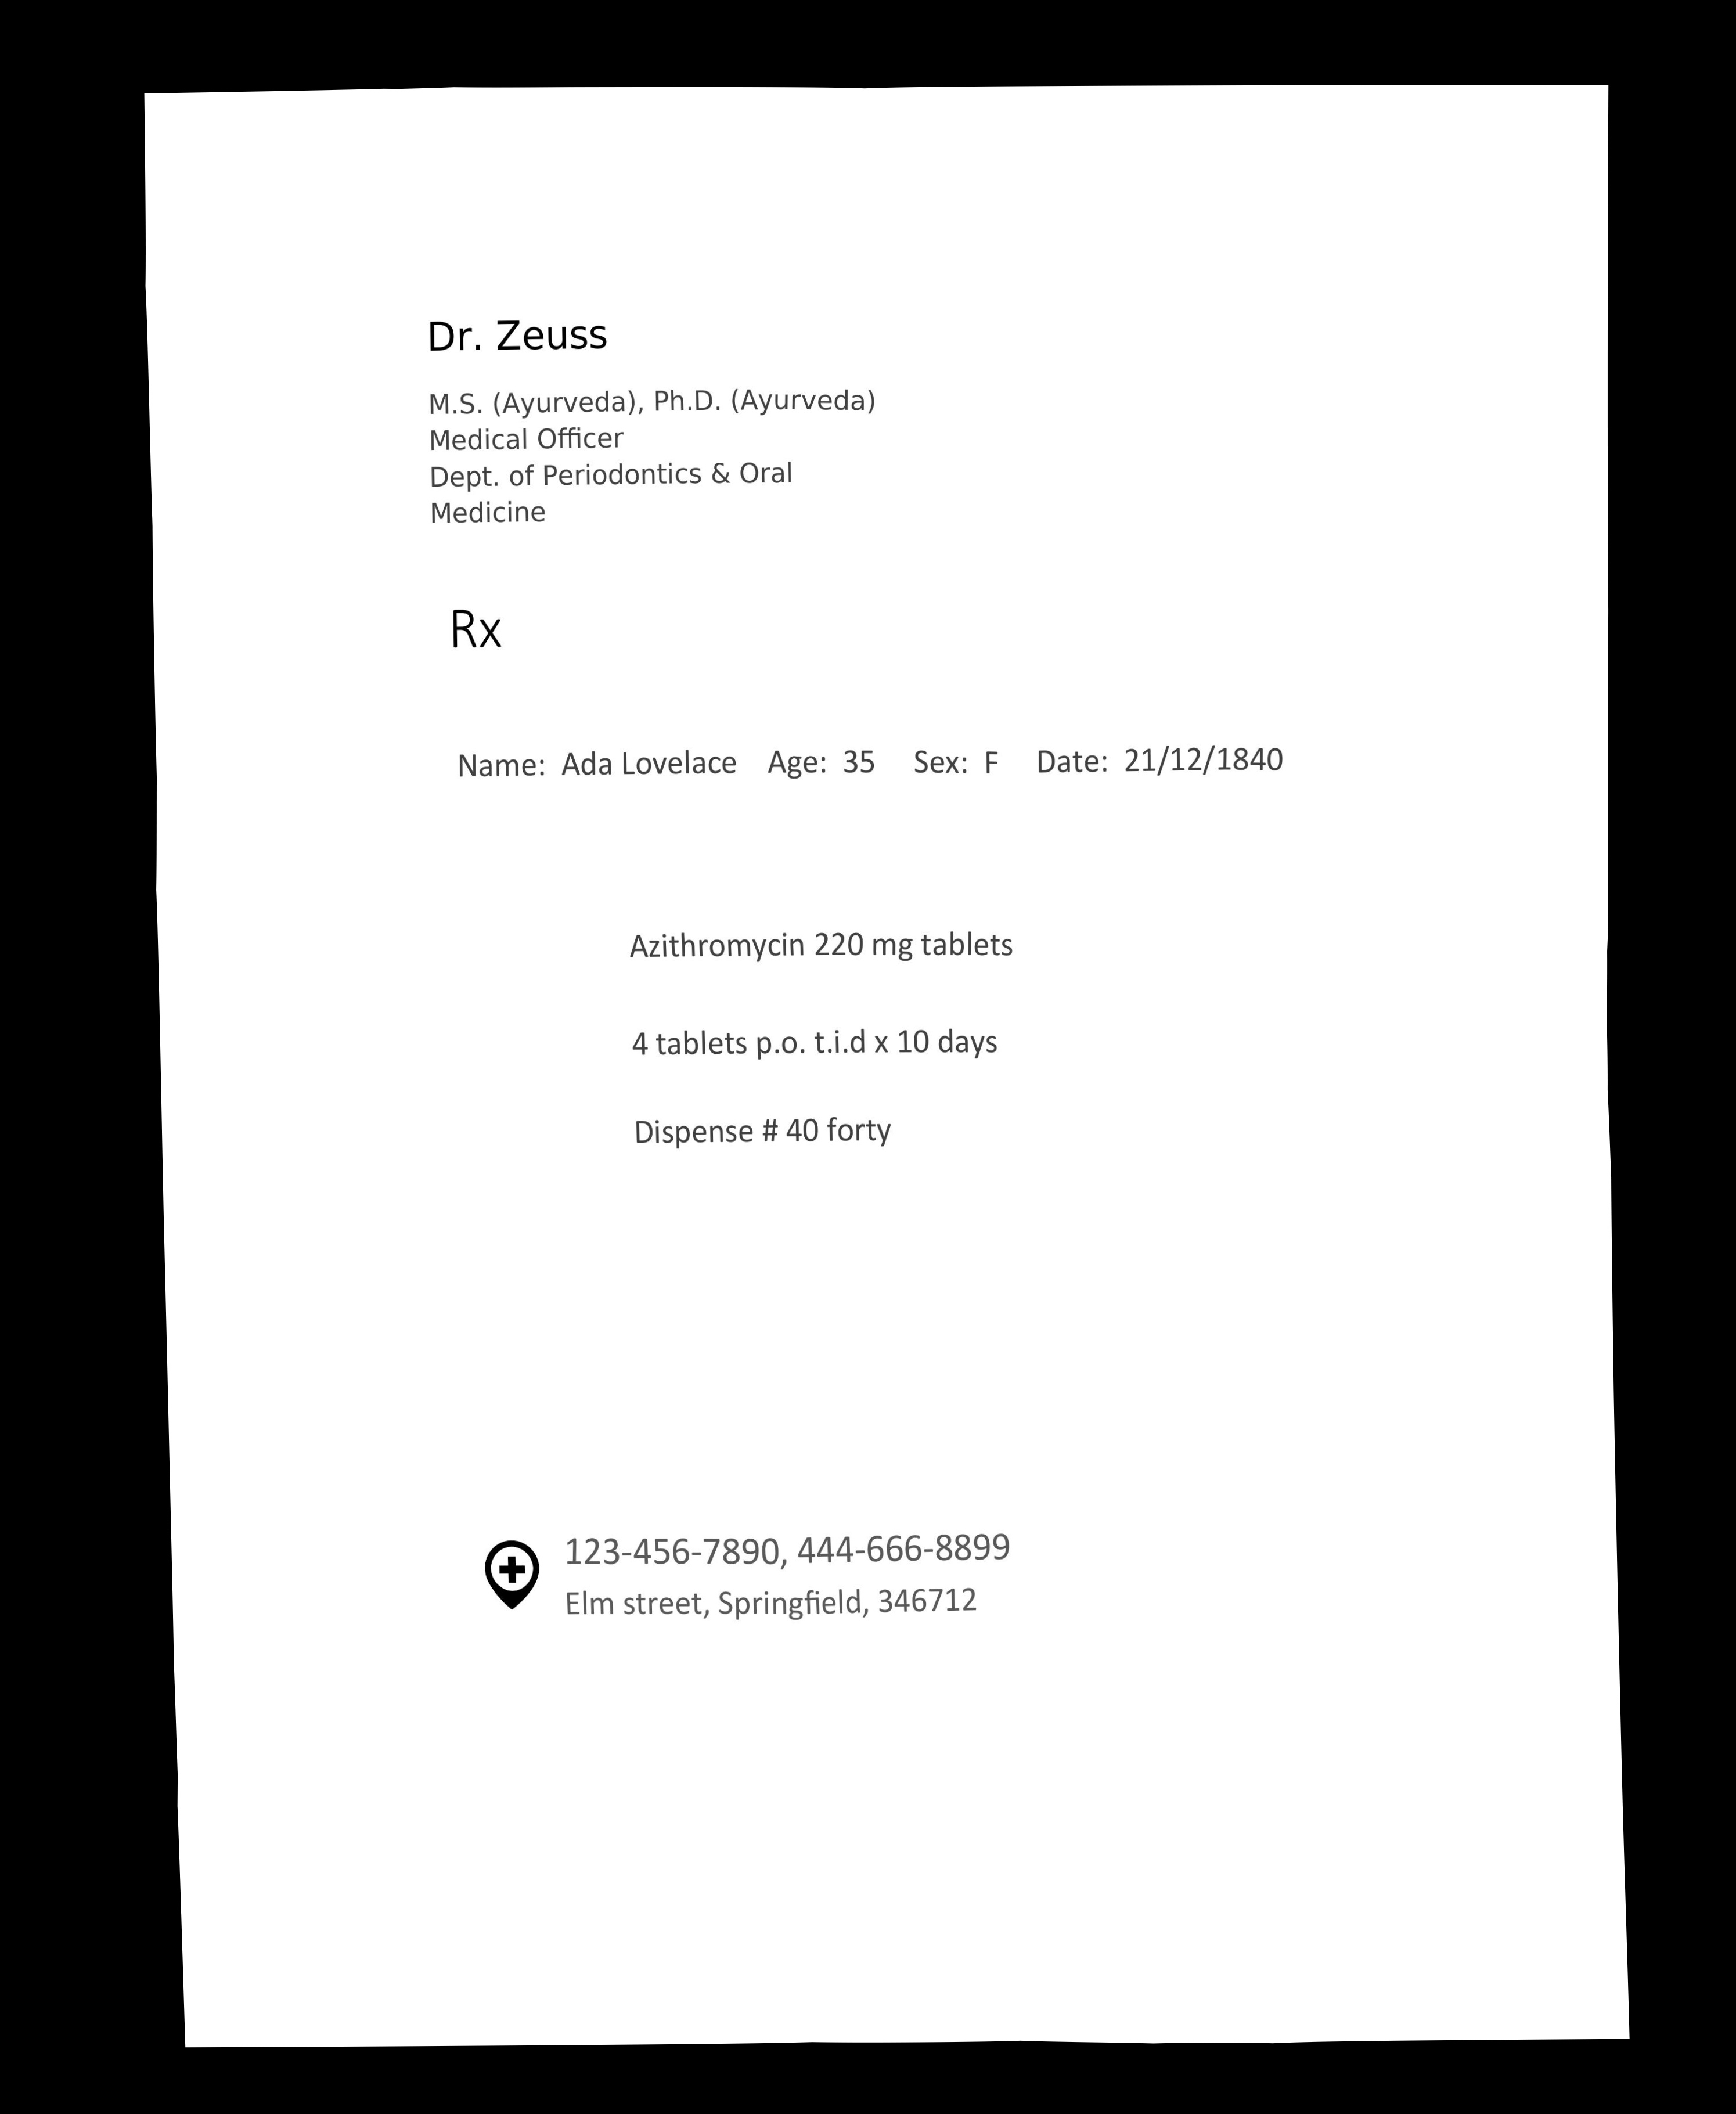 Dr. Zeuss
M.S. (Ayurveda), Ph.D. (Ayurveda)
Medical Officer
Dept. of Periodontics & Oral
Medicine
Rx
Name: Ada Lovelace Age: 35 Sex: F Date: 21/12/1840
Azithromycin 220 mg tablets
4 tablets p.o. t.i.d x 10 days
Dispense # 40 forty
123-456-7890, 444-666-8899
Elm street, Springfield, 346712